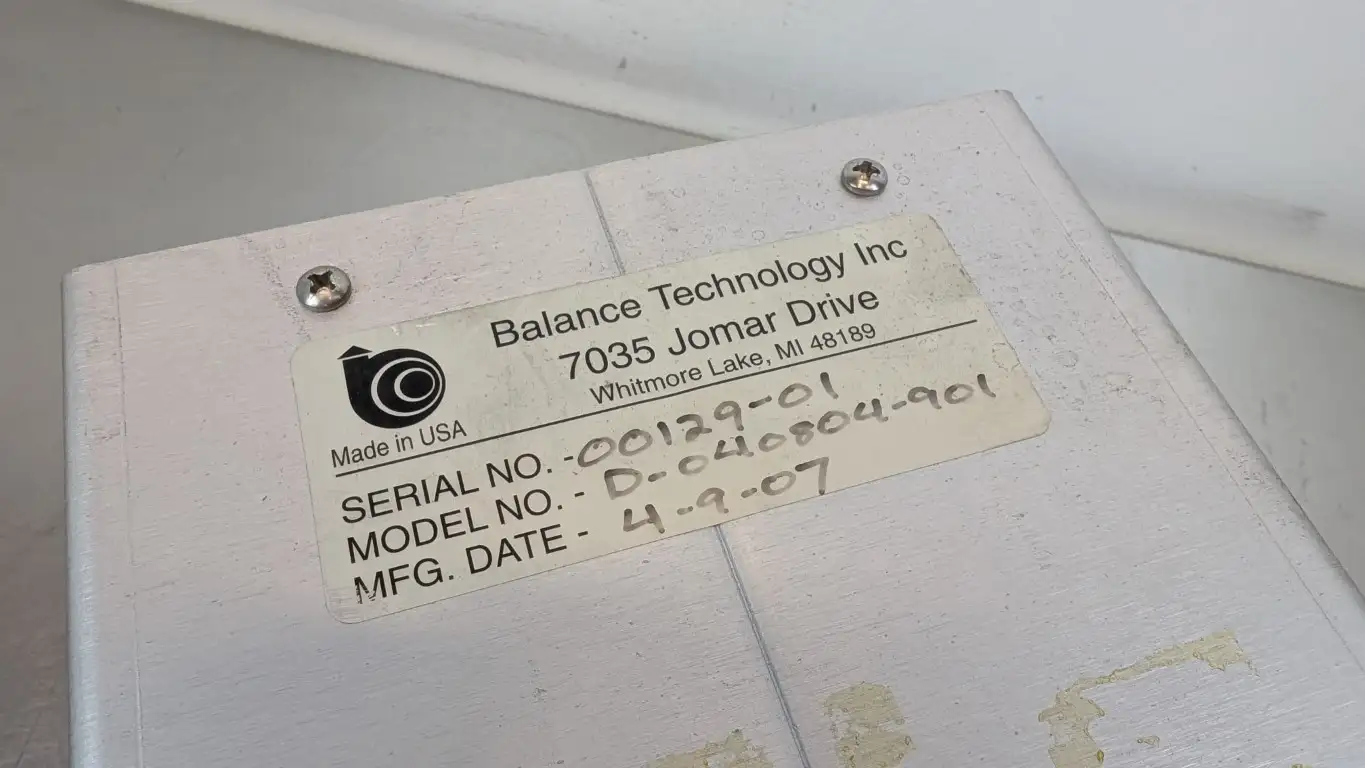 Balance Technology Inc
7035 Jomar Drive
Whitmore Lake, MI 48189
Made in USA
SERIAL NO. -00129-01
MODEL NO. - D-040804-901
MFG. DATE - 4-9-07